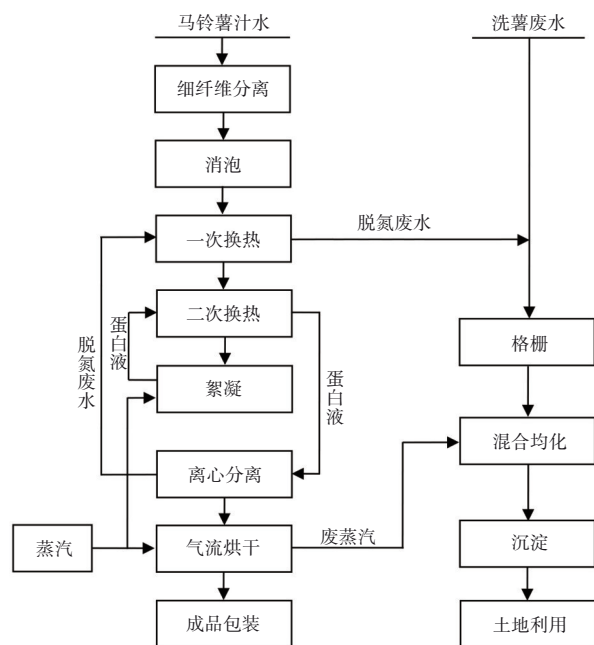 马铃薯汁水
洗薯废水
细纤维分离
消泡
脱氮废水
一次换热
二次换热
蛋白液
脱氮废水
格栅
絮凝
蛋白液
混合均化
离心分离
蒸汽
气流烘干
废蒸汽
沉淀
成品包装
土地利用